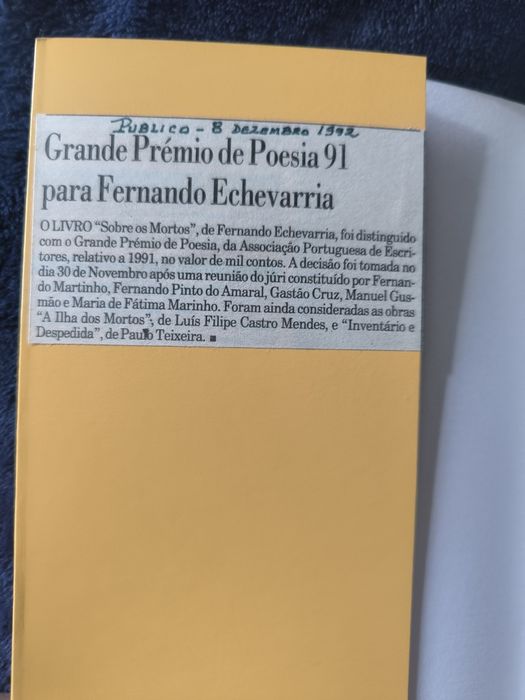 PUBLICO - 8 DEZEMBRO 1992
Grande Prémio de Poesia 91
para Fernando Echevarria
O LIVRO "Sobre os Mortos", de Fernando Echevarria, foi distinguido
com o Grande Prémio de Poesia, da Associação Portuguesa de Escri-
tores, relativo a 1991, no valor de mil contos. A decisão foi tomada no
dia 30 de Novembro após uma reunião do júri constituído por Fernan-
do Martinho, Fernando Pinto do Amaral, Gastão Cruz, Manuel Gus-
mão e Maria de Fátima Marinho. Foram ainda consideradas as obras
"A Ilha dos Mortos", de Luís Filipe Castro Mendes, e "Inventário e
Despedida", de Paulo Teixeira. ■